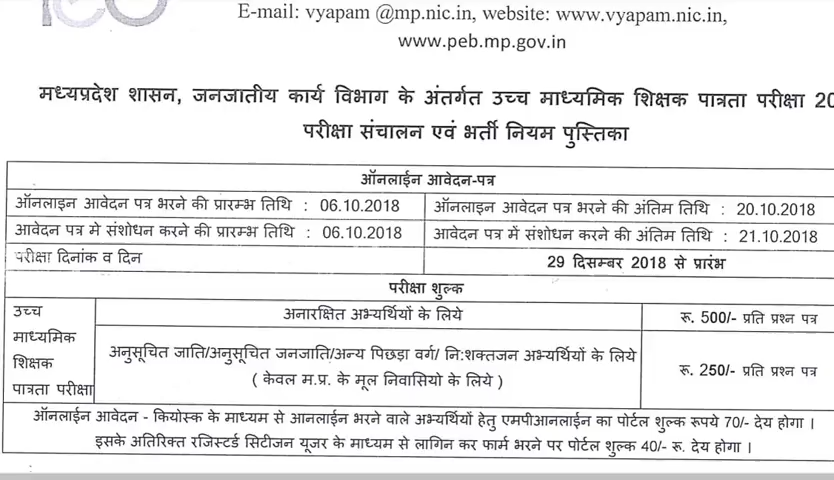 E-mail: vyapam @mp.nic.in, website: www.vyapam.nic.in,
www.peb.mp.gov.in
मध्यप्रदेश शासन, जनजातीय कार्य विभाग के अंतर्गत उच्च माध्यमिक शिक्षक पात्रता परीक्षा 20
परीक्षा संचालन एवं भर्ती नियम पुस्तिका
ऑनलाईन आवेदन-पत्र
ऑनलाइन आवेदन पत्र भरने की प्रारम्भ तिथि : 06.10.2018 ऑनलाईन आवेदन पत्र भरने की अंतिम तिथि : 20.10.2018
आवेदन पत्र मे संशोधन करने की प्रारम्भ तिथि : 06.10.2018 आवेदन पत्र में संशोधन करने की अंतिम तिथि : 21.10.2018
परीक्षा दिनांक व दिन 29 दिसम्बर 2018 से प्रारंभ
परीक्षा शुल्क
उच्च
माध्यमिक
शिक्षक
पात्रता परीक्षा
अनारक्षित अभ्यर्थियों के लिये रू. 500/- प्रति प्रश्न पत्र
अनुसूचित जाति/अनुसूचित जनजाति/अन्य पिछड़ा वर्ग/ नि:शक्तजन अभ्यर्थियों के लिये
( केवल म.प्र. के मूल निवासियो के लिये ) रू. 250/- प्रति प्रश्न पत्र
ऑनलाईन आवेदन - कियोस्क के माध्यम से आनलाईन भरने वाले अभ्यर्थियों हेतु एमपीआनलाईन का पोर्टल शुल्क रूपये 70/- देय होगा ।
इसके अतिरिक्त रजिस्टर्ड सिटीजन यूजर के माध्यम से लागिन कर फार्म भरने पर पोर्टल शुल्क 40/- रू. देय होगा ।